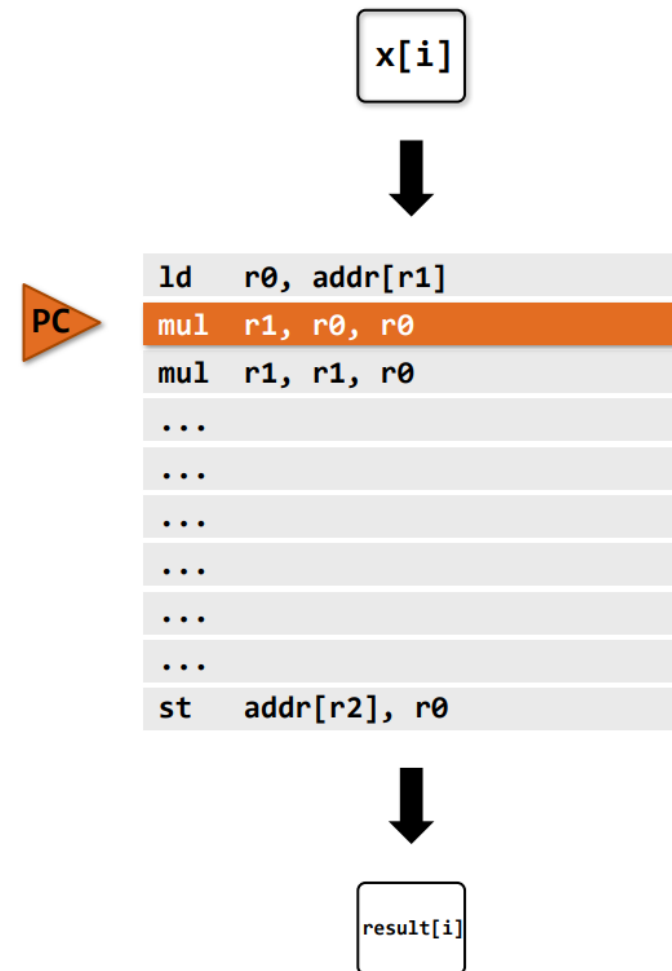 x[i]
ld r0, addr[r1]
PC
mul r1, r0, r0
mul r1, r1, r0
...
...
...
...
...
...
st addr[r2], r0
result[i]